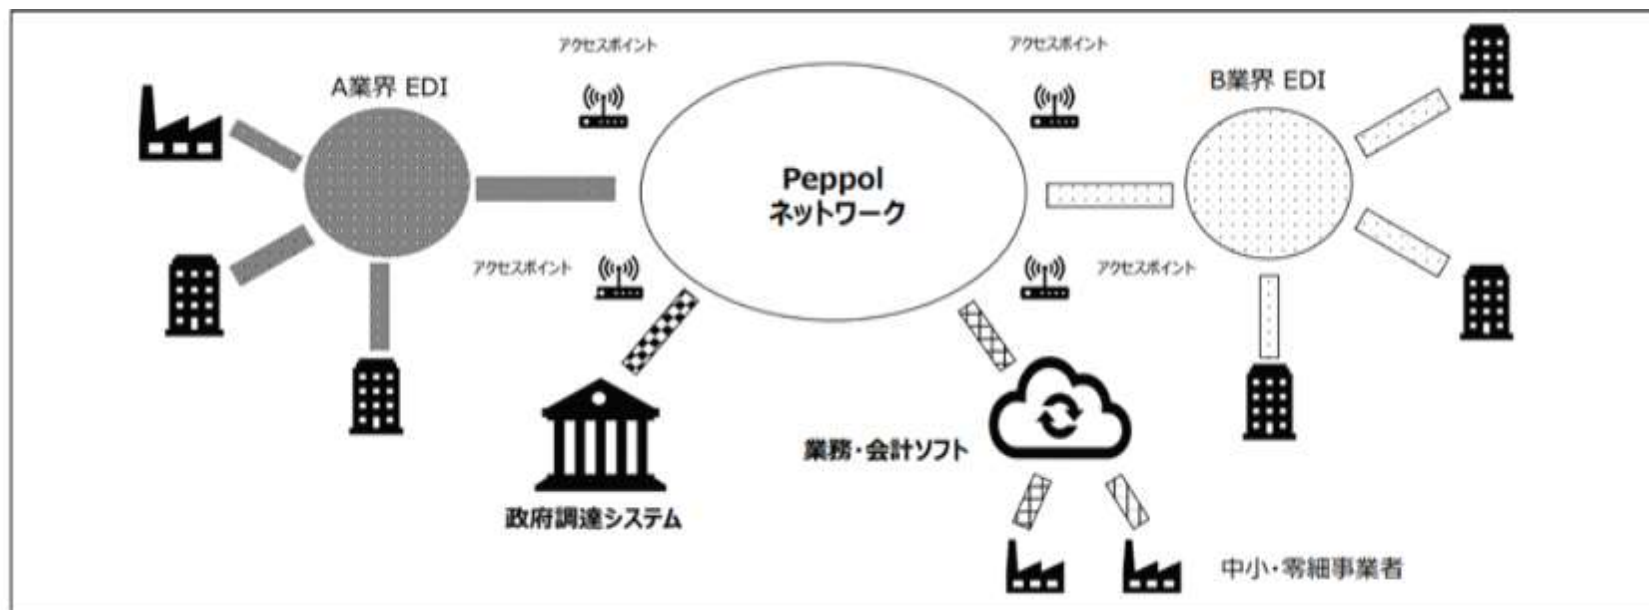 アクセスポイント
アクセスポイント
A業界 EDI
B業界 EDI
Peppol
ネットワーク
アクセスポイント
アクセスポイント
業務・会計ソフト
政府調達システム
中小・零細事業者